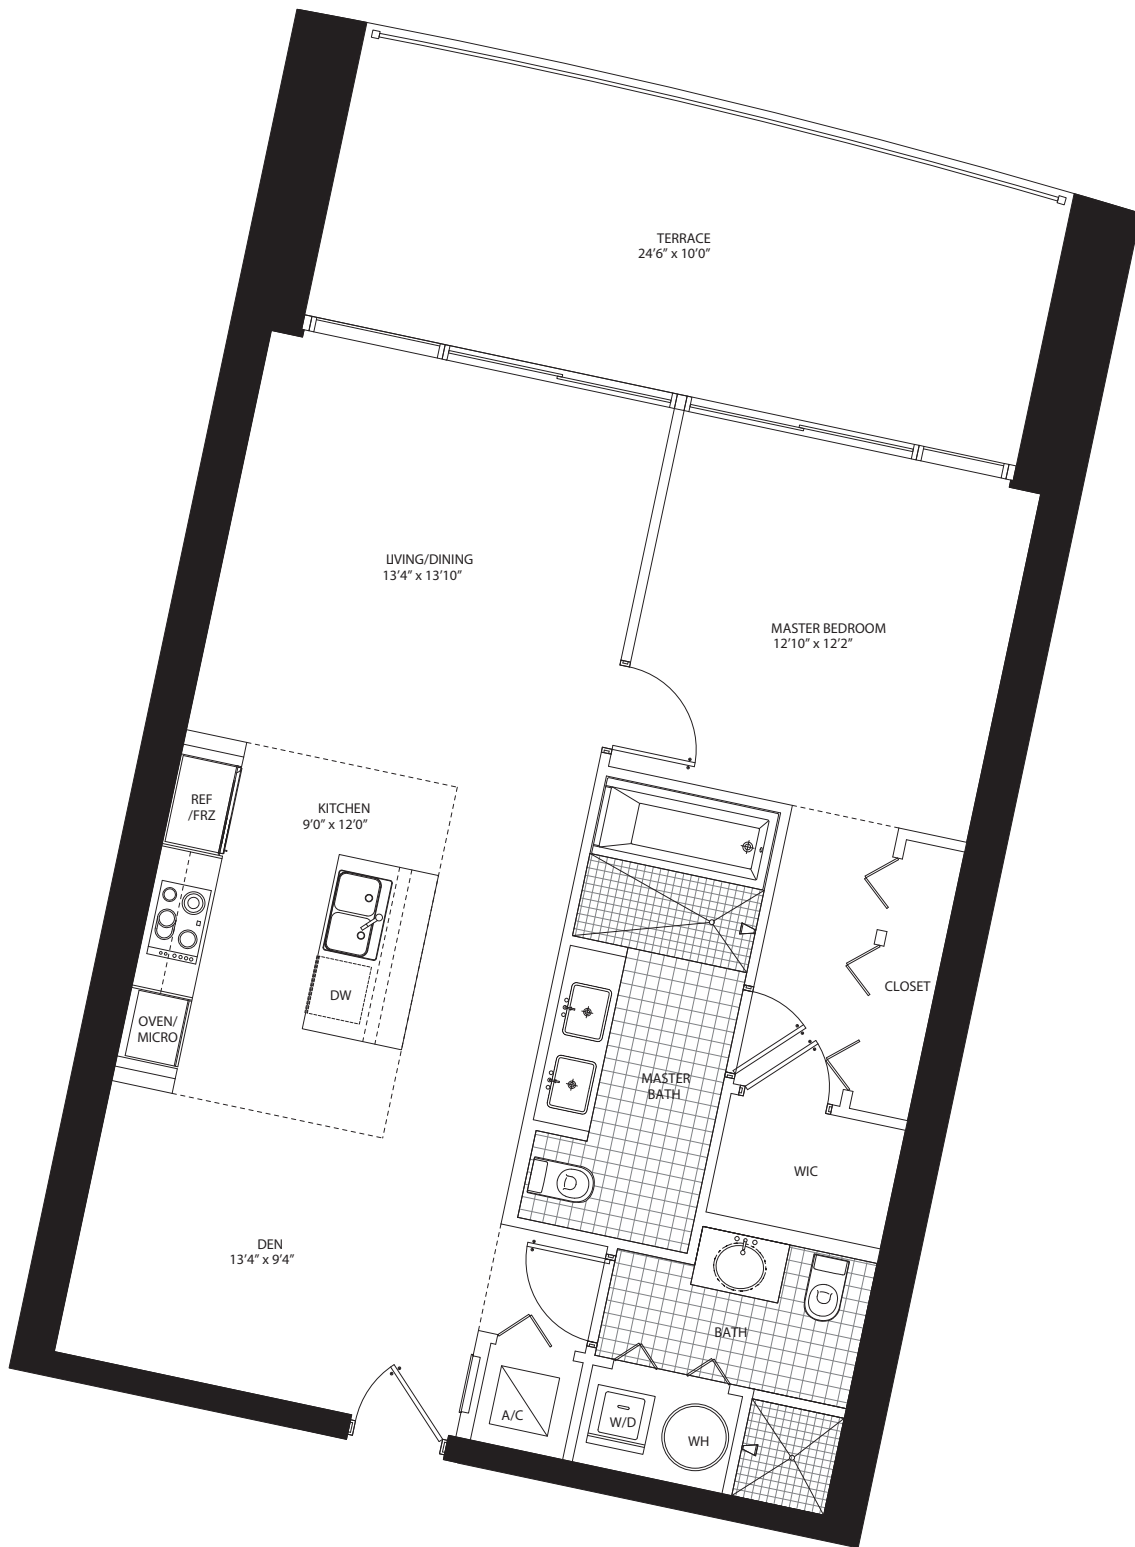 TERRACE
24'6" x 10'0"
LIVING/DINING
13'4" x 13'10"
MASTER BEDROOM
12'10" x 12'2"
REF
/FRZ
KITCHEN
9'0" x 12'0"
DW
CLOSET
OVEN/
MICRO
MASTER
BATH
WIC
DEN
13'4" x 9'4"
BATH
A/C
W/D
WH